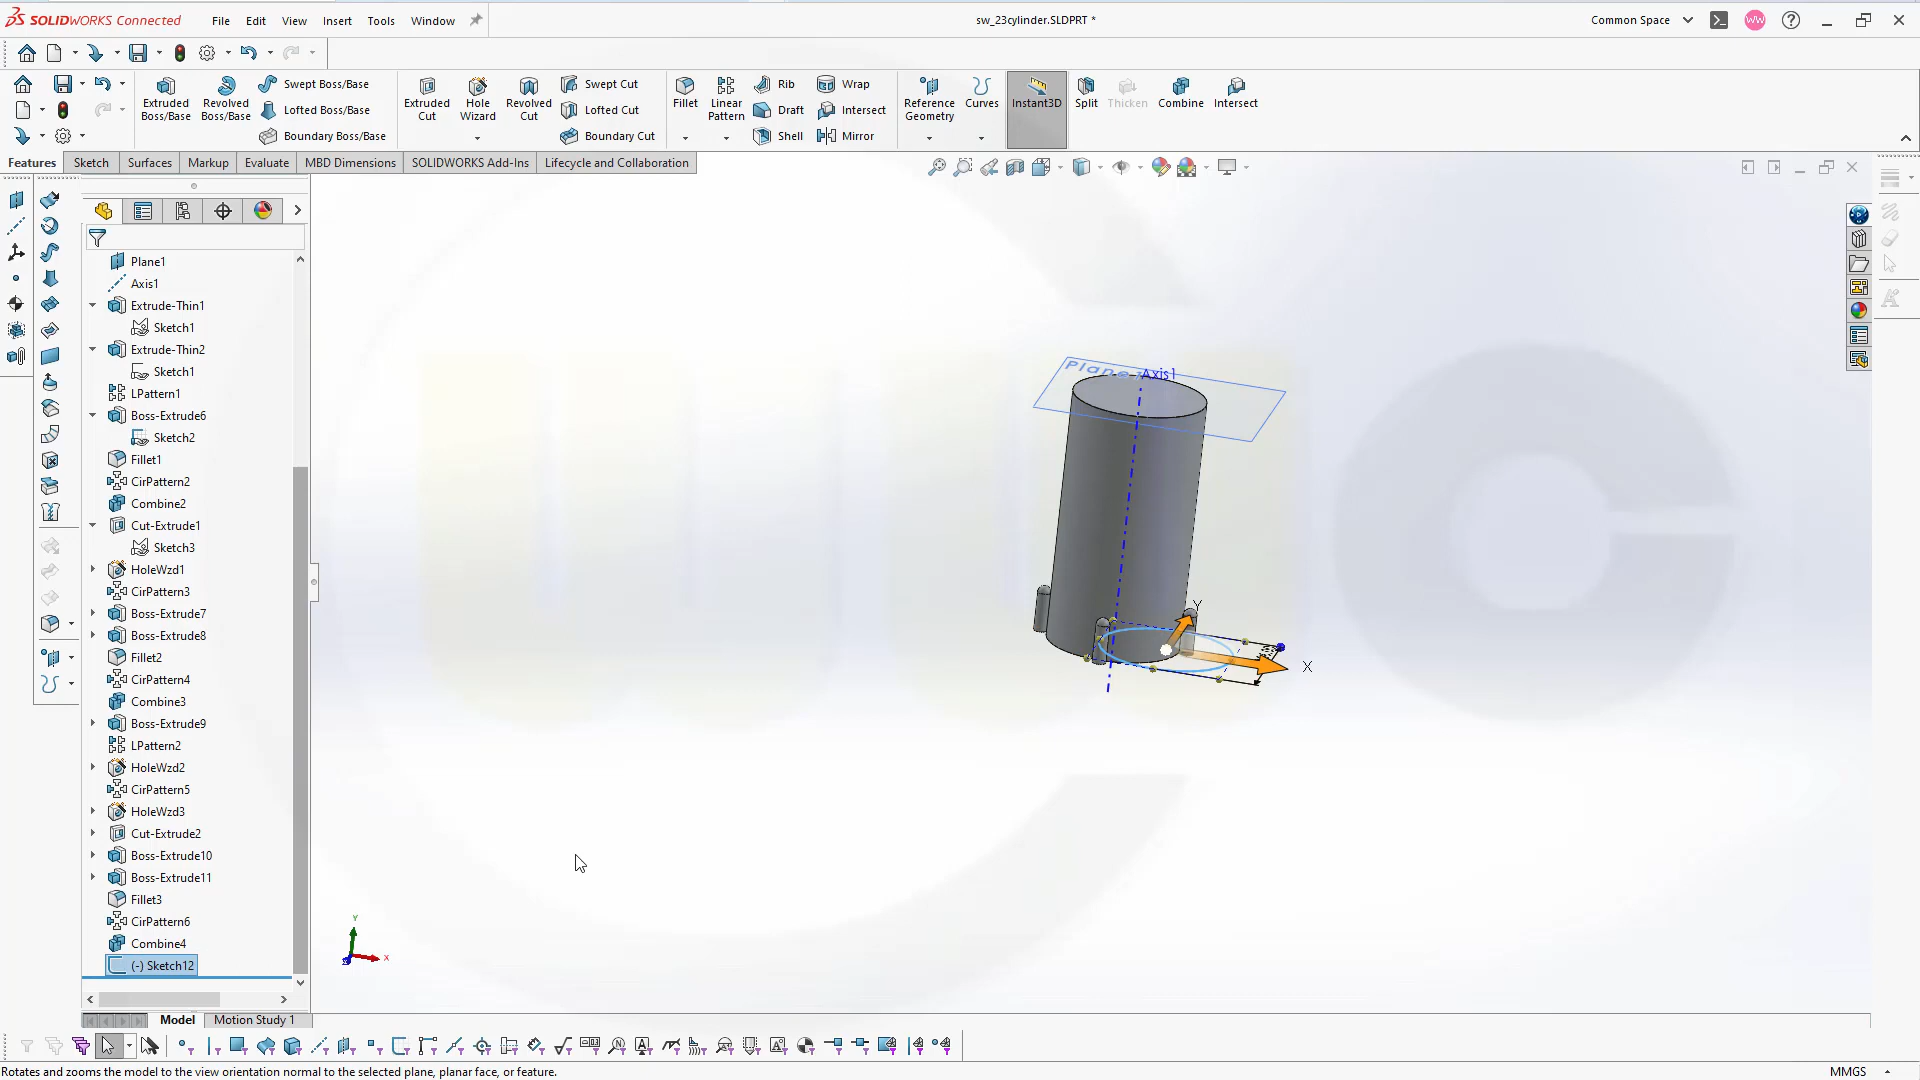 SOLIDWORKS Connected
File
Edit
View
Insert
Tools
Window
sw_23cylinder.SLDPRT *
Common Space
WW
Extruded Boss/Base
Revolved Boss/Base
Swept Boss/Base
Lofted Boss/Base
Boundary Boss/Base
Extruded Cut
Hole Wizard
Revolved Cut
Swept Cut
Lofted Cut
Boundary Cut
Fillet
Linear Pattern
Rib
Draft
Shell
Wrap
Intersect
Mirror
Reference Geometry
Curves
Instant3D
Split
Thicken
Combine
Intersect
Features
Sketch
Surfaces
Markup
Evaluate
MBD Dimensions
SOLIDWORKS Add-Ins
Lifecycle and Collaboration
Plane1
Axis1
Extrude-Thin1
Sketch1
Extrude-Thin2
Sketch1
LPattern1
Boss-Extrude6
Sketch2
Fillet1
CirPattern2
Combine2
Cut-Extrude1
Sketch3
HoleWzd1
CirPattern3
Boss-Extrude7
Boss-Extrude8
Fillet2
CirPattern4
Combine3
Boss-Extrude9
LPattern2
HoleWzd2
CirPattern5
HoleWzd3
Cut-Extrude2
Boss-Extrude10
Boss-Extrude11
Fillet3
CirPattern6
Combine4
(-) Sketch12
Axis1
Y
X
Y
X
Z
Model
Motion Study 1
Rotates and zooms the model to the view orientation normal to the selected plane, planar face, or feature.
MMGS